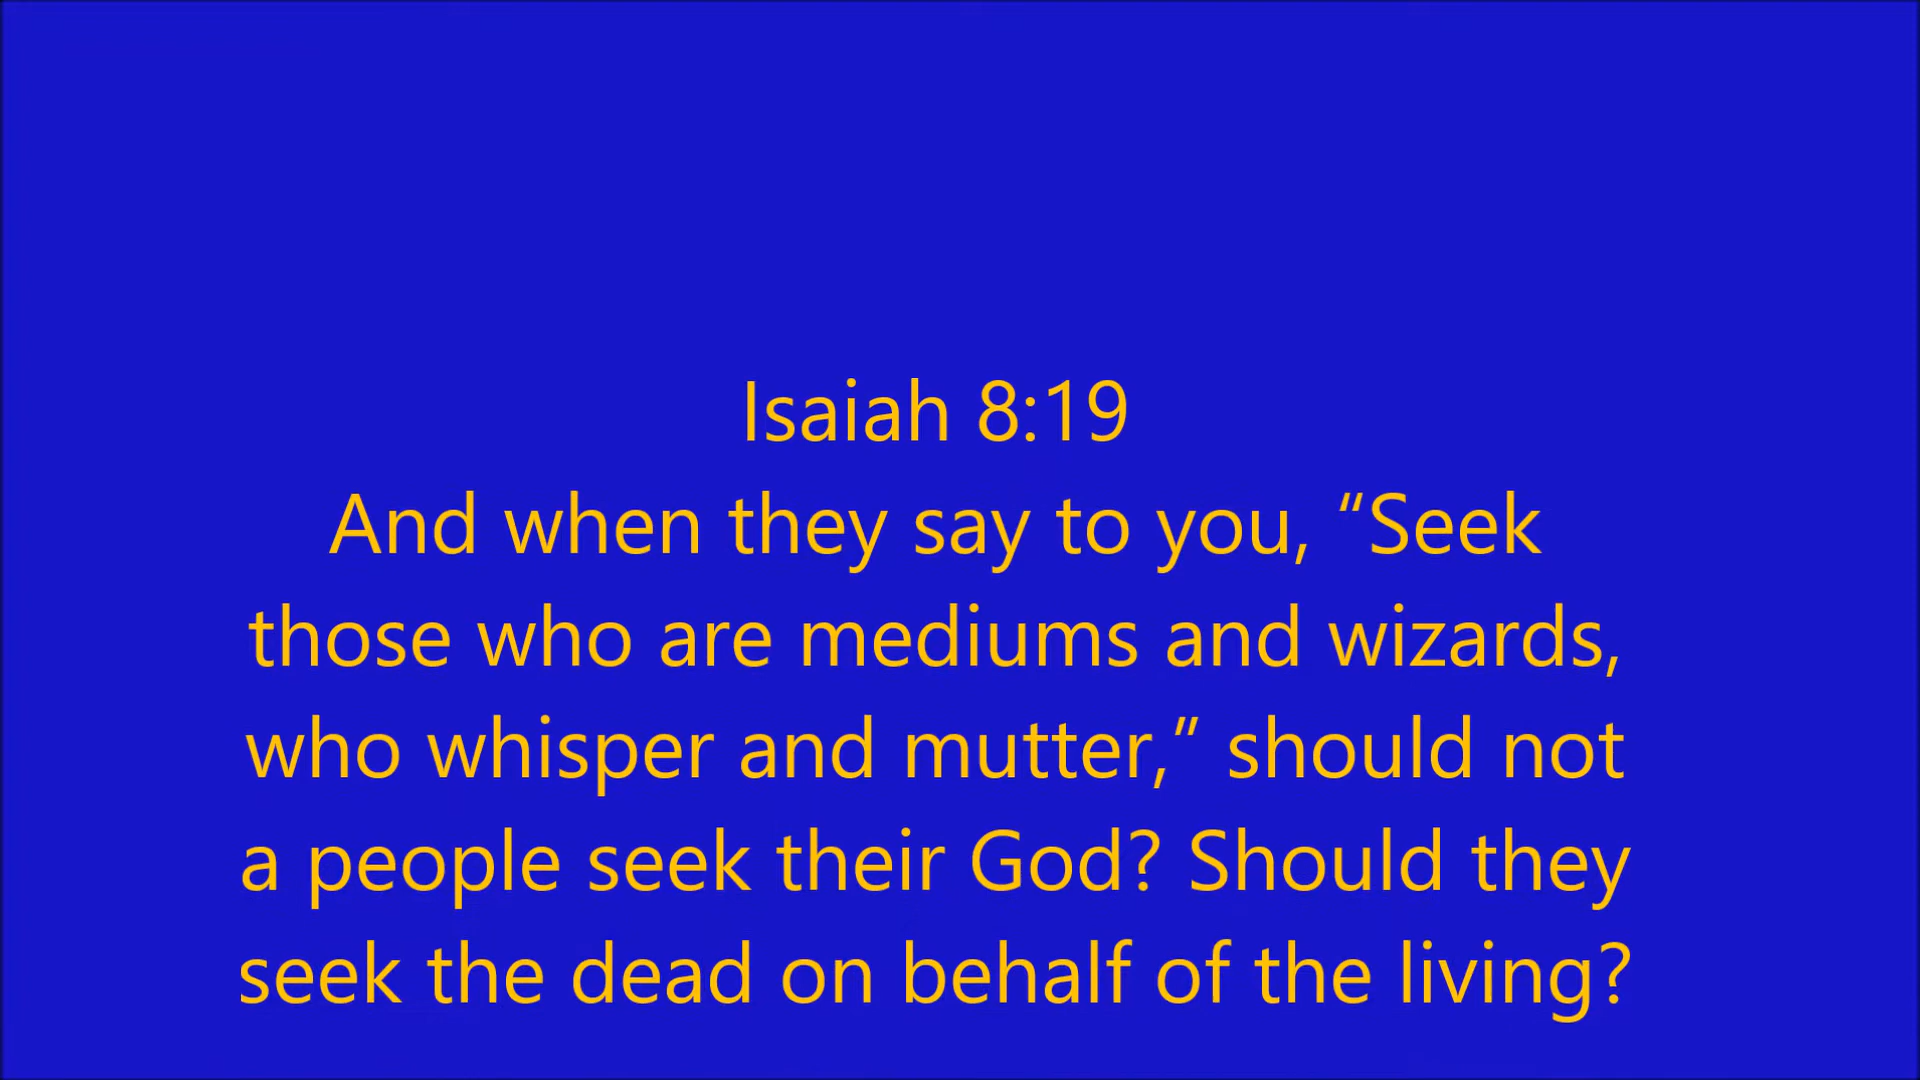 Isaiah 8:19
And when they say to you, “Seek
those who are mediums and wizards,
who whisper and mutter,” should not
a people seek their God? Should they
seek the dead on behalf of the living?